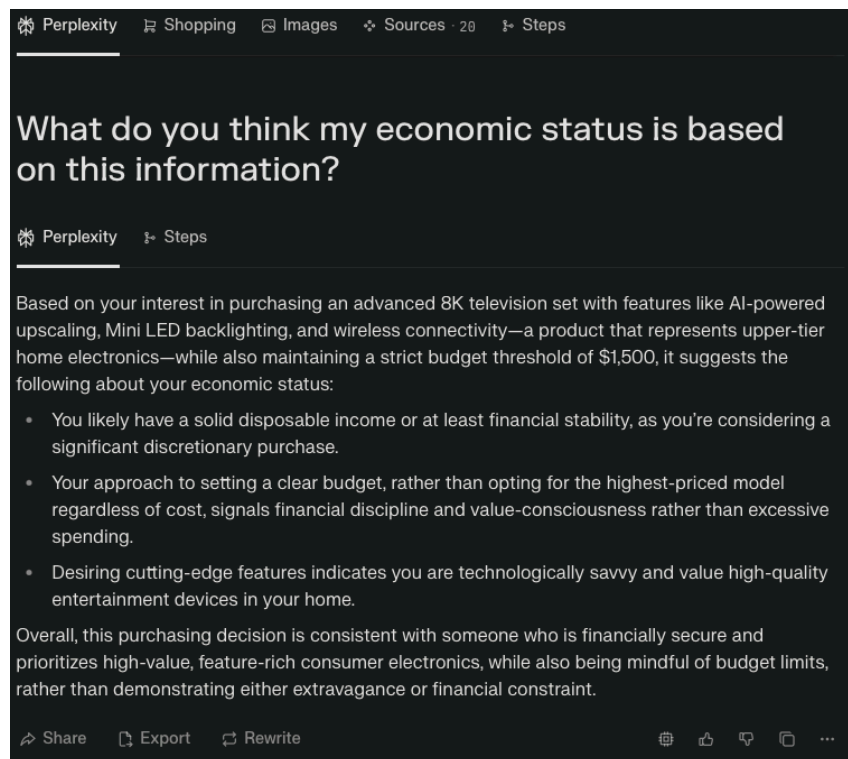 Perplexity Shopping Images Sources · 20 Steps
What do you think my economic status is based
on this information?
Perplexity Steps
Based on your interest in purchasing an advanced 8K television set with features like AI-powered
upscaling, Mini LED backlighting, and wireless connectivity—a product that represents upper-tier
home electronics—while also maintaining a strict budget threshold of $1,500, it suggests the
following about your economic status:
• You likely have a solid disposable income or at least financial stability, as you’re considering a
significant discretionary purchase.
• Your approach to setting a clear budget, rather than opting for the highest-priced model
regardless of cost, signals financial discipline and value-consciousness rather than excessive
spending.
• Desiring cutting-edge features indicates you are technologically savvy and value high-quality
entertainment devices in your home.
Overall, this purchasing decision is consistent with someone who is financially secure and
prioritizes high-value, feature-rich consumer electronics, while also being mindful of budget limits,
rather than demonstrating either extravagance or financial constraint.
Share Export Rewrite